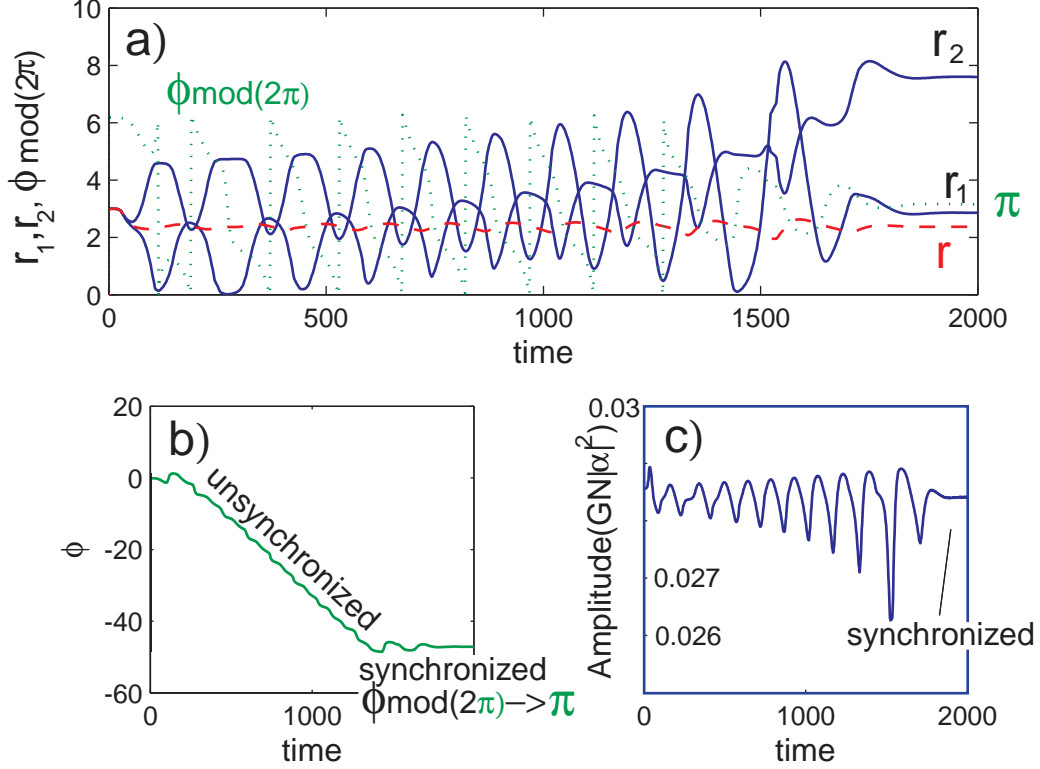 a)
r₁,r₂, ϕ mod(2π)
10
8
6
4
2
0
ϕmod(2π)
r₂
r₁
π
r
0
500
1000
1500
2000
time
b)
ϕ
20
0
-20
-40
-60
unsynchronized
synchronized
ϕmod(2π)–>π
0
1000
time
c)
Amplitude(GN|α|²)
0.03
0.027
0.026
synchronized
0
1000
2000
time